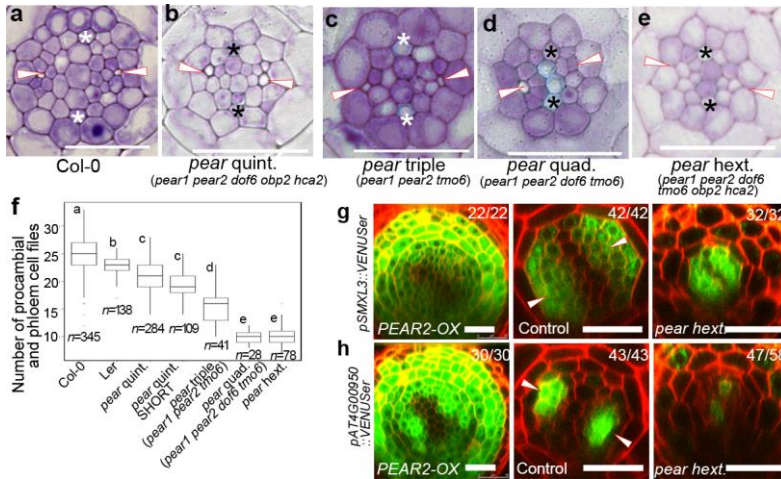 a
b
c
d
e
Col-0
pear quint.
(pear1 pear2 dof6 obp2 hca2)
pear triple
(pear1 pear2 tmo6)
pear quad.
(pear1 pear2 dof6 tmo6)
pear hext.
(pear1 pear2 dof6
tmo6 obp2 hca2)
f
Number of procambial
and phloem cell files
30
25
20
15
10
a
b
c
c
d
e
e
n=345
n=138
n=284
n=109
n=41
n=28
n=78
Col-0
Ler
pear quint.
pear quint.
SHORT
pear triple
(pear1 pear2 tmo6)
pear quad.
(pear1 pear2 dof6 tmo6)
pear hext.
g
pSMXL3::VENUSer
22/22
PEAR2-OX
42/42
Control
32/32
pear hext.
h
pAT4G00950
::VENUSer
30/30
PEAR2-OX
43/43
Control
47/58
pear hext.